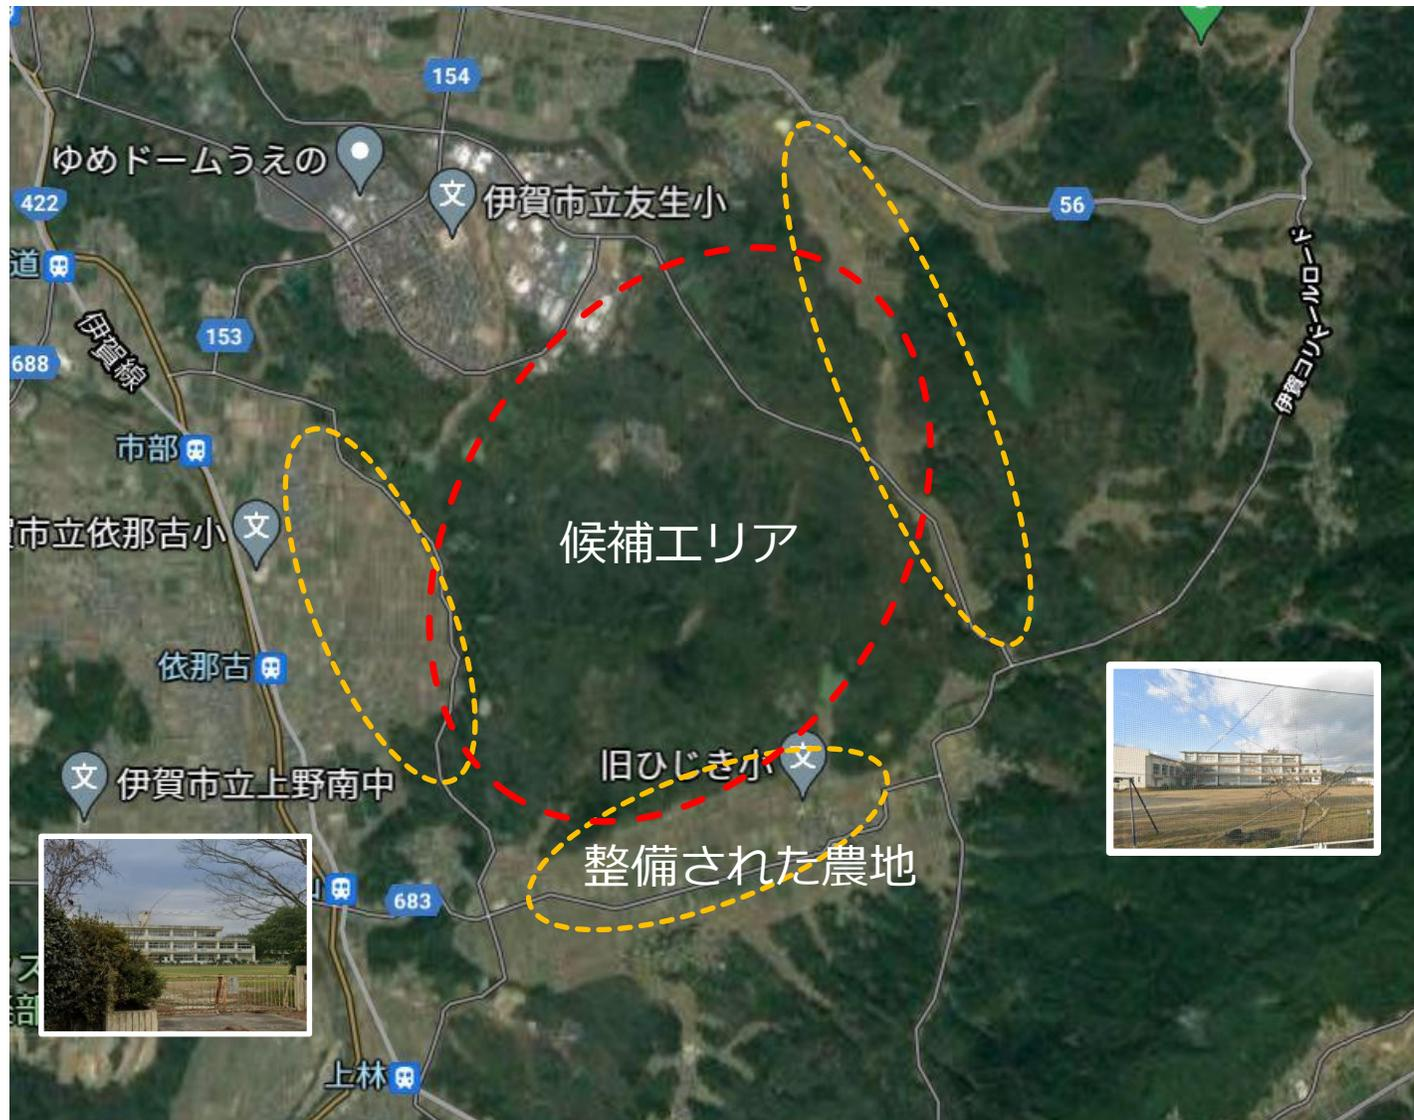 154
ゆめドームうえの
伊賀市立友生小
422
56
道
伊賀コリドールロード
伊賀線
153
688
市部
候補エリア
市立依那古小
依那古
旧ひじき小
伊賀市立上野南中
整備された農地
683
上林